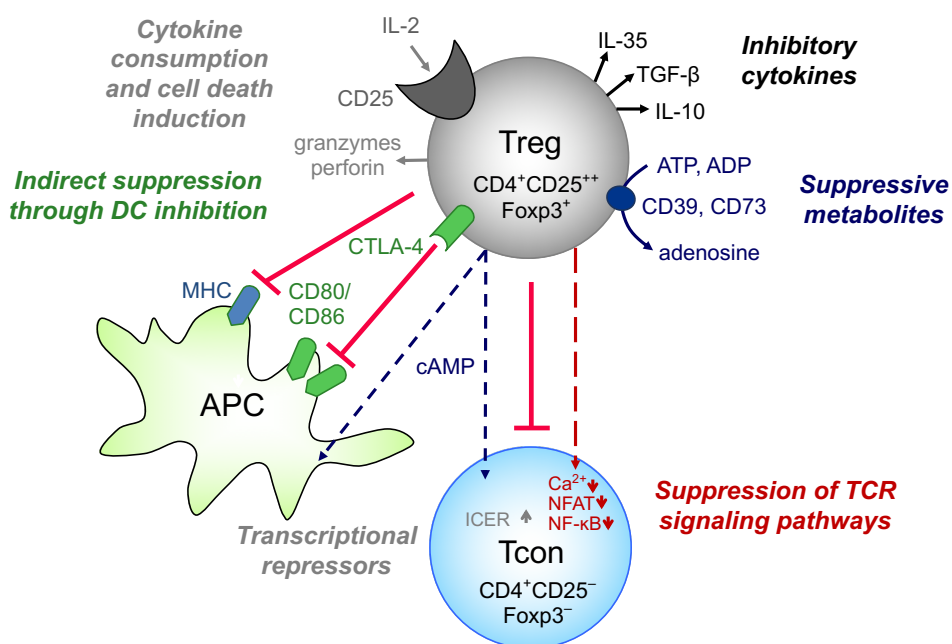 Cytokine
consumption
and cell death
induction
IL-2
CD25
granzymes
perforin
IL-35
TGF-β
IL-10
Inhibitory
cytokines
Treg
CD4⁺CD25⁺⁺
Foxp3⁺
ATP, ADP
CD39, CD73
adenosine
Suppressive
metabolites
Indirect suppression
through DC inhibition
CTLA-4
MHC
CD80/
CD86
APC
cAMP
Transcriptional
repressors
ICER
Ca²⁺
NFAT
NF-κB
Tcon
CD4⁺CD25⁻
Foxp3⁻
Suppression of TCR
signaling pathways